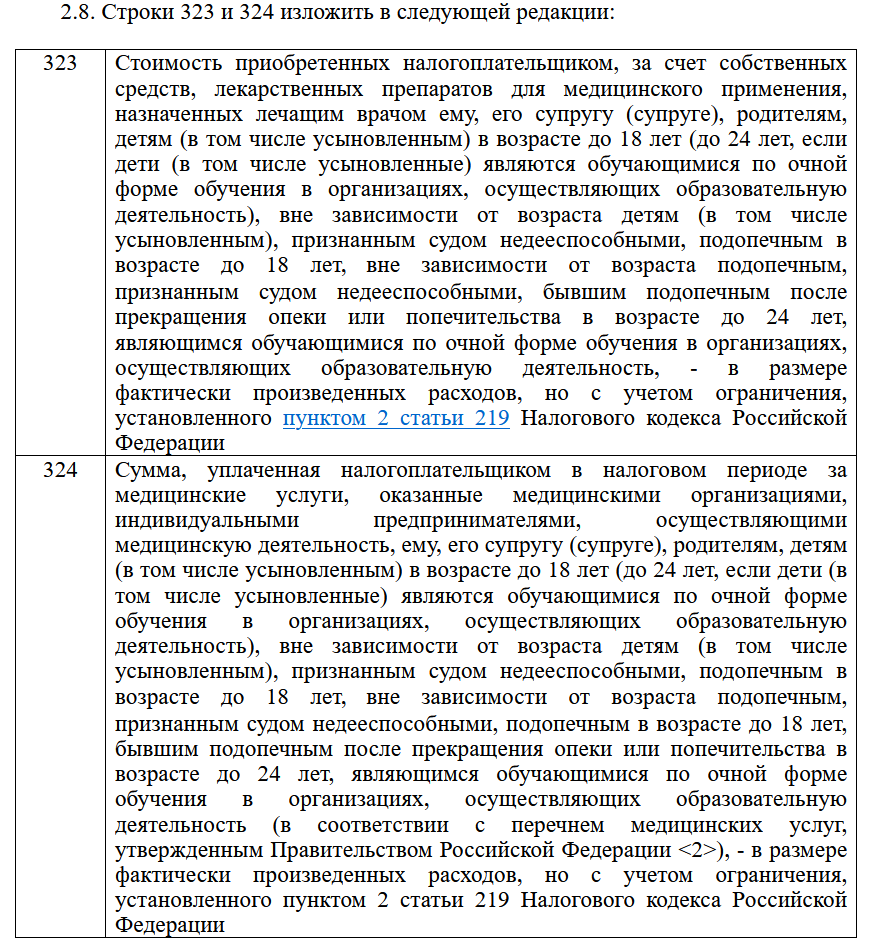 2.8. Строки 323 и 324 изложить в следующей редакции:
323
Стоимость приобретенных налогоплательщиком, за счет собственных
средств, лекарственных препаратов для медицинского применения,
назначенных лечащим врачом ему, его супругу (супруге), родителям,
детям (в том числе усыновленным) в возрасте до 18 лет (до 24 лет, если
дети (в том числе усыновленные) являются обучающимися по очной
форме обучения в организациях, осуществляющих образовательную
деятельность), вне зависимости от возраста детям (в том числе
усыновленным), признанным судом недееспособными, подопечным в
возрасте до 18 лет, вне зависимости от возраста подопечным,
признанным судом недееспособными, бывшим подопечным после
прекращения опеки или попечительства в возрасте до 24 лет,
являющимся обучающимися по очной форме обучения в организациях,
осуществляющих образовательную деятельность, - в размере
фактически произведенных расходов, но с учетом ограничения,
установленного пунктом 2 статьи 219 Налогового кодекса Российской
Федерации
324
Сумма, уплаченная налогоплательщиком в налоговом периоде за
медицинские услуги, оказанные медицинскими организациями,
индивидуальными предпринимателями, осуществляющими
медицинскую деятельность, ему, его супругу (супруге), родителям, детям
(в том числе усыновленным) в возрасте до 18 лет (до 24 лет, если дети (в
том числе усыновленные) являются обучающимися по очной форме
обучения в организациях, осуществляющих образовательную
деятельность), вне зависимости от возраста детям (в том числе
усыновленным), признанным судом недееспособными, подопечным в
возрасте до 18 лет, вне зависимости от возраста подопечным,
признанным судом недееспособными, подопечным в возрасте до 18 лет,
бывшим подопечным после прекращения опеки или попечительства в
возрасте до 24 лет, являющимся обучающимися по очной форме
обучения в организациях, осуществляющих образовательную
деятельность (в соответствии с перечнем медицинских услуг,
утвержденным Правительством Российской Федерации <2>), - в размере
фактически произведенных расходов, но с учетом ограничения,
установленного пунктом 2 статьи 219 Налогового кодекса Российской
Федерации